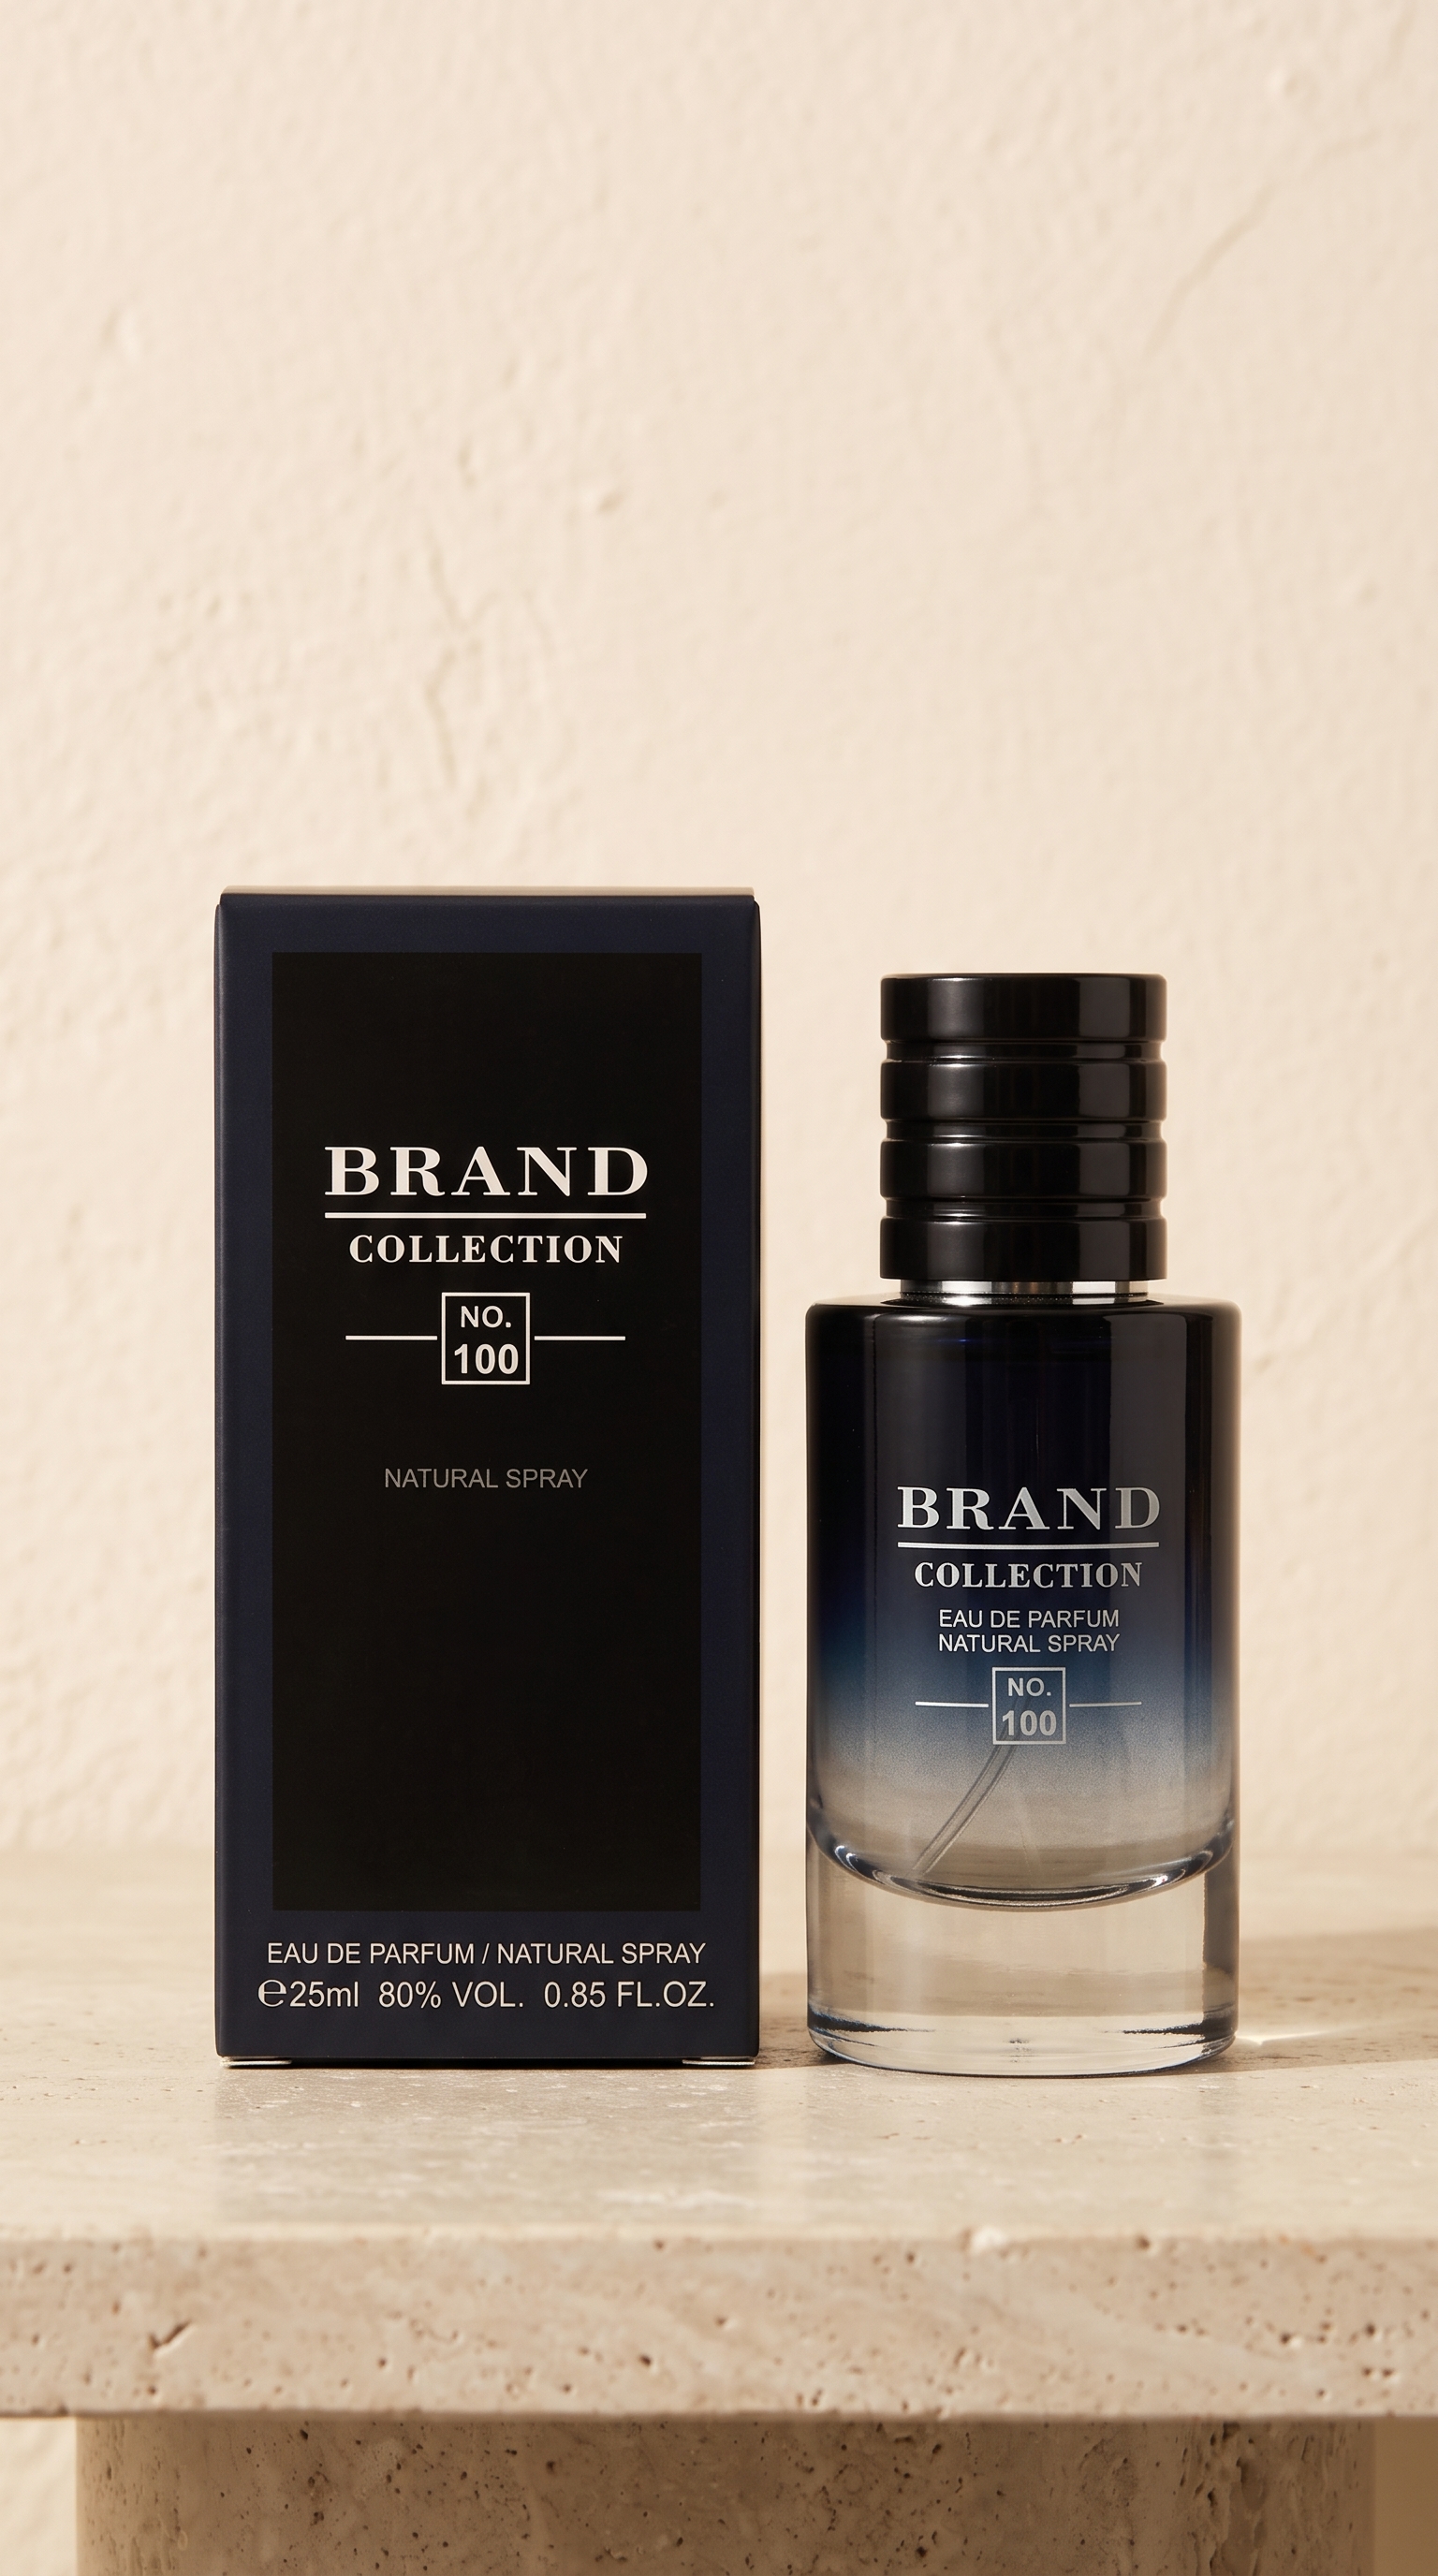 BRAND
COLLECTION
NO.
100
NATURAL SPRAY
EAU DE PARFUM / NATURAL SPRAY
℮25ml 80% VOL. 0.85 FL.OZ.
BRAND
COLLECTION
EAU DE PARFUM
NATURAL SPRAY
NO.
100